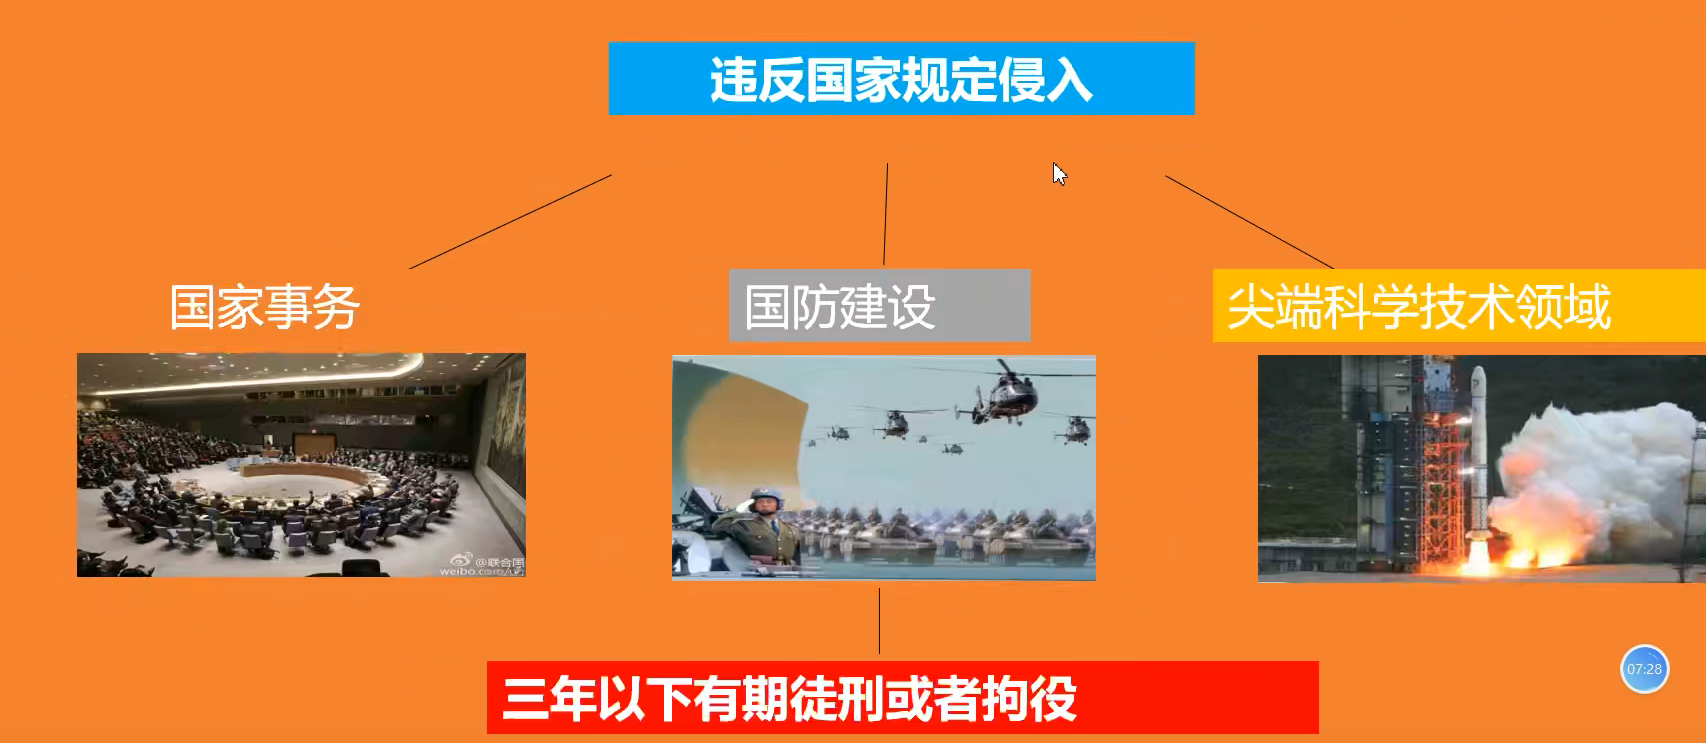 违反国家规定侵入
国家事务
国防建设
尖端科学技术领域
@联合国
weibo.com/
三年以下有期徒刑或者拘役
07:28